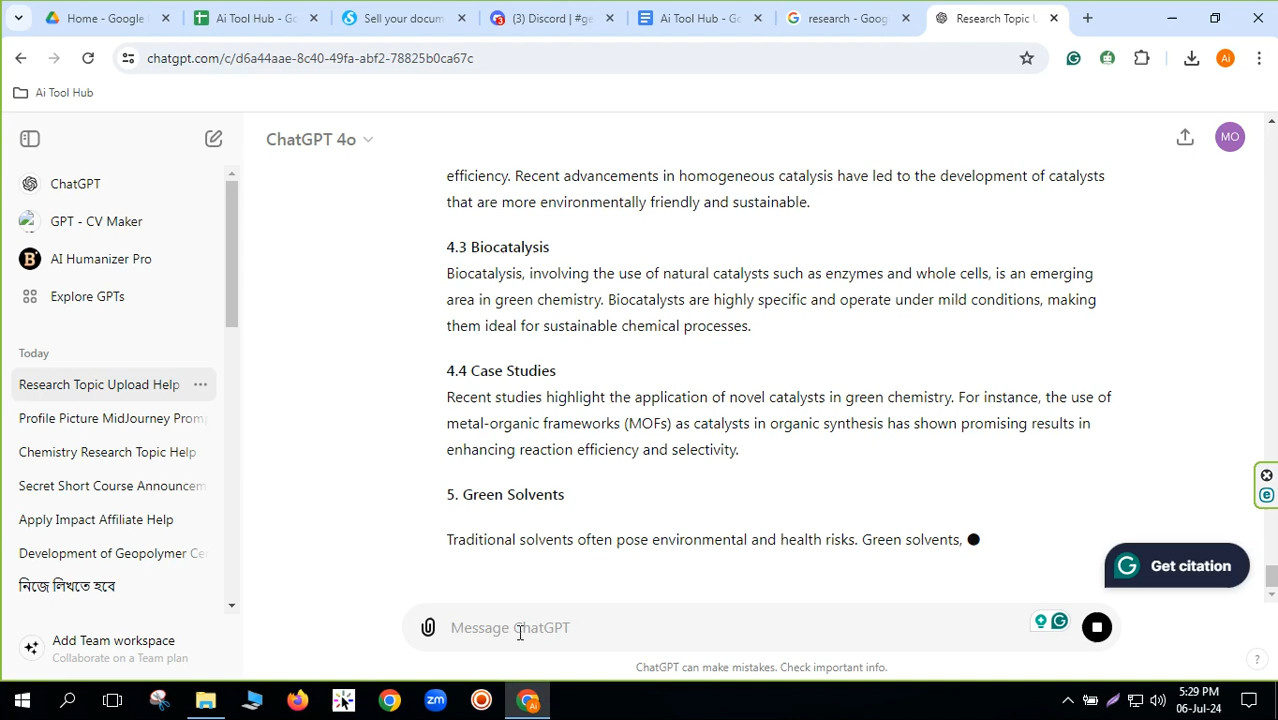 Home - Google
Ai Tool Hub - Go
Sell your docum
(3) Discord | #ge
Ai Tool Hub - Go
research - Goog
Research Topic U
chatgpt.com/c/d6a44aae-8c40-49fa-abf2-78825b0ca67c
Ai
Ai Tool Hub
ChatGPT 4o
MO
ChatGPT
GPT - CV Maker
AI Humanizer Pro
Explore GPTs
Today
Research Topic Upload Help
Profile Picture MidJourney Prom
Chemistry Research Topic Help
Secret Short Course Announcem
Apply Impact Affiliate Help
Development of Geopolymer Ce
নিজে লিখতে হবে
Add Team workspace
Collaborate on a Team plan
efficiency. Recent advancements in homogeneous catalysis have led to the development of catalysts
that are more environmentally friendly and sustainable.
4.3 Biocatalysis
Biocatalysis, involving the use of natural catalysts such as enzymes and whole cells, is an emerging
area in green chemistry. Biocatalysts are highly specific and operate under mild conditions, making
them ideal for sustainable chemical processes.
4.4 Case Studies
Recent studies highlight the application of novel catalysts in green chemistry. For instance, the use of
metal-organic frameworks (MOFs) as catalysts in organic synthesis has shown promising results in
enhancing reaction efficiency and selectivity.
5. Green Solvents
Traditional solvents often pose environmental and health risks. Green solvents,
Get citation
Message ChatGPT
ChatGPT can make mistakes. Check important info.
?
zm
Ai
5:29 PM
06-Jul-24